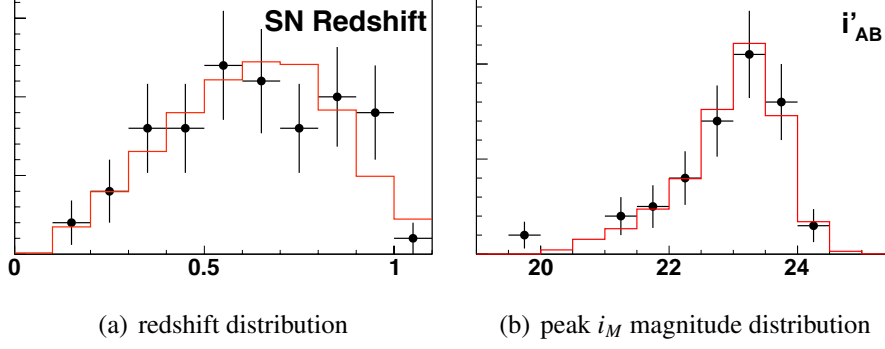 SN Redshift
0 0.5 1
(a) redshift distribution
i'AB
20 22 24
(b) peak iM magnitude distribution